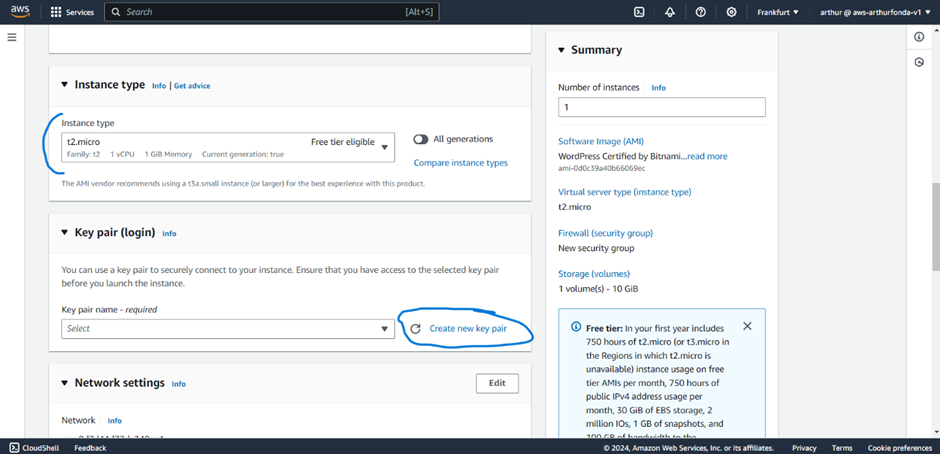 aws
Services
Search
[Alt+S]
Frankfurt
arthur @ aws-arthurfonda-v1
Instance type
Info | Get advice
Instance type
t2.micro
Free tier eligible
Family: t2 1 vCPU 1 GiB Memory Current generation: true
All generations
Compare instance types
The AMI vendor recommends using a t3a.small instance (or larger) for the best experience with this product.
Key pair (login)
Info
You can use a key pair to securely connect to your instance. Ensure that you have access to the selected key pair
before you launch the instance.
Key pair name - required
Select
Create new key pair
Network settings
Info
Edit
Network
Info
Summary
Number of instances
Info
1
Software Image (AMI)
WordPress Certified by Bitnami...read more
ami-0d0c39a40b66069ec
Virtual server type (instance type)
t2.micro
Firewall (security group)
New security group
Storage (volumes)
1 volume(s) - 10 GiB
Free tier: In your first year includes
750 hours of t2.micro (or t3.micro in
the Regions in which t2.micro is
unavailable) instance usage on free
tier AMIs per month, 750 hours of
public IPv4 address usage per
month, 30 GiB of EBS storage, 2
million IOs, 1 GB of snapshots, and
100 GB of bandwidth to the
CloudShell
Feedback
© 2024, Amazon Web Services, Inc. or its affiliates.
Privacy
Terms
Cookie preferences